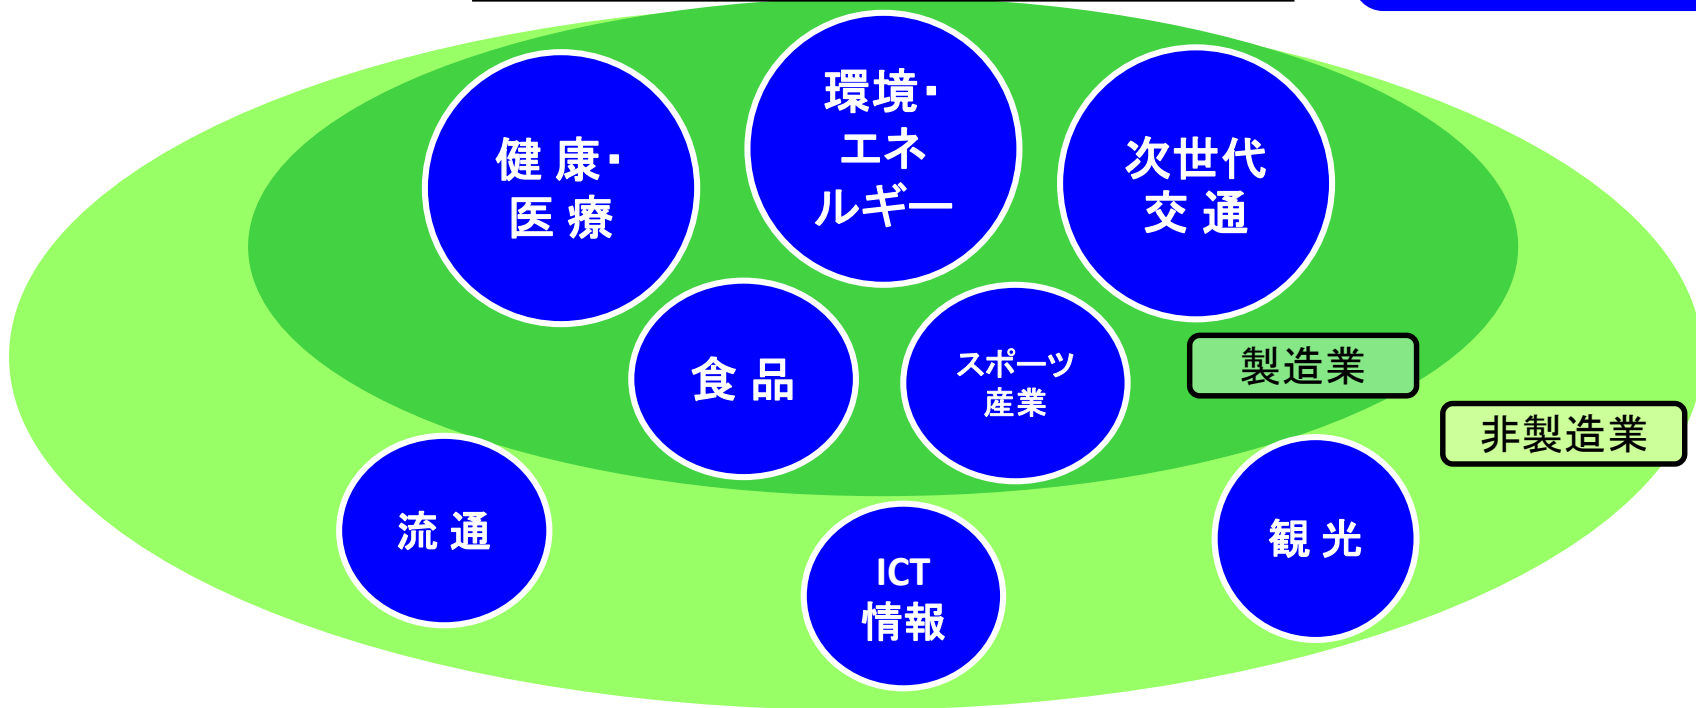 環境・
エネ
ルギー
健 康・
医 療
次世代
交 通
食 品
スポーツ
産業
製造業
非製造業
流 通
ICT
情報
観 光